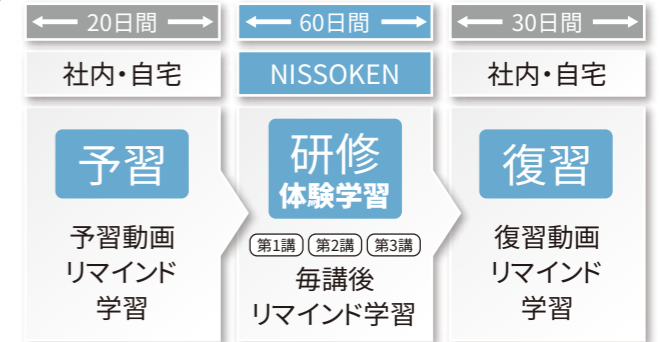 20日間
社内・自宅
予習
予習動画
リマインド
学習
60日間
NISSOKEN
研修
体験学習
第1講 第2講 第3講
毎講後
リマインド学習
30日間
社内・自宅
復習
復習動画
リマインド
学習